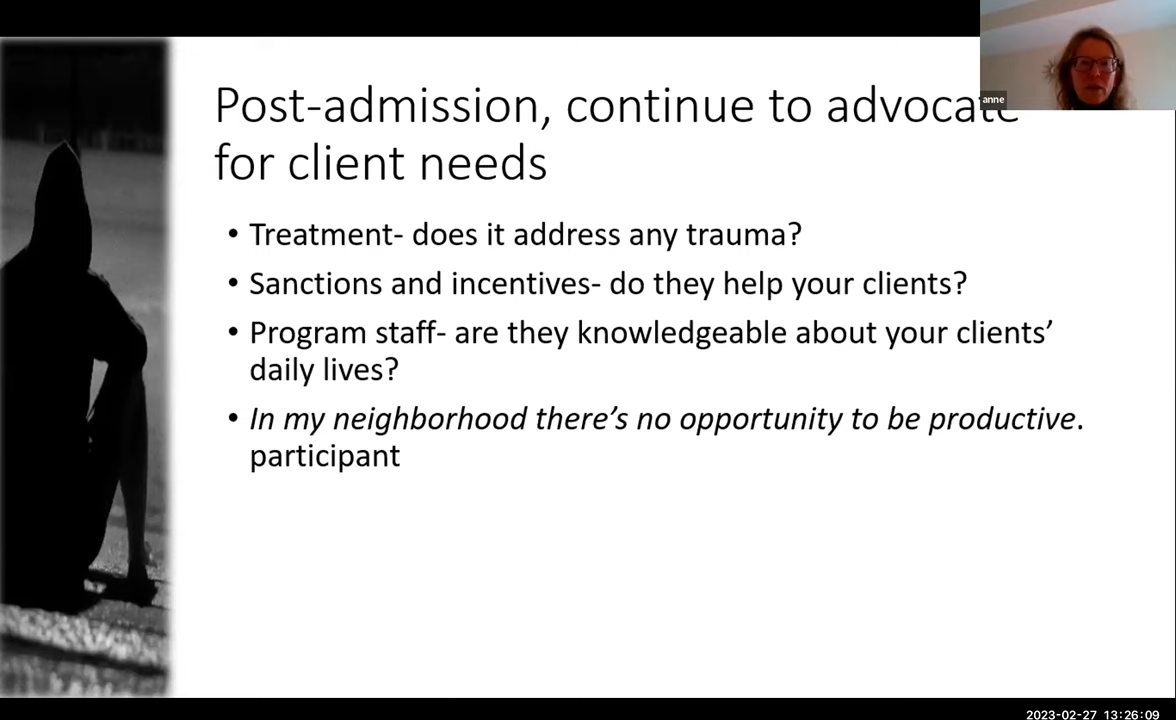 Post-admission, continue to advocate
for client needs
anne
• Treatment- does it address any trauma?
• Sanctions and incentives- do they help your clients?
• Program staff- are they knowledgeable about your clients’
daily lives?
• In my neighborhood there’s no opportunity to be productive.
participant
2023-02-27 13:26:09